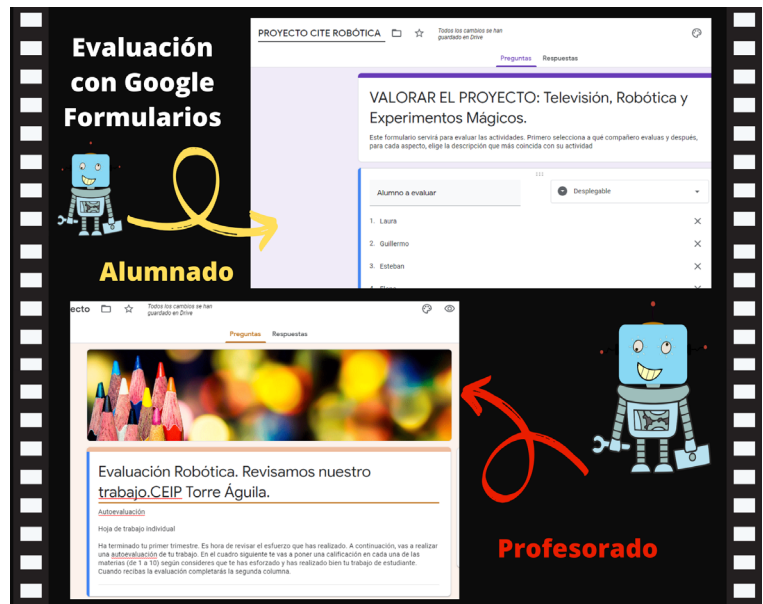 Evaluación
con Google
Formularios
Alumnado
PROYECTO CITE ROBÓTICA
Todos los cambios se han
guardado en Drive
Preguntas Respuestas
VALORAR EL PROYECTO: Televisión, Robótica y
Experimentos Mágicos.
Este formulario servirá para evaluar las actividades. Primero selecciona a qué compañero evaluas y después,
para cada aspecto, elige la descripción que más coincida con su actividad
Alumno a evaluar
Desplegable
1. Laura
2. Guillermo
3. Esteban
ecto
Todos los cambios se han
guardado en Drive
Preguntas Respuestas
Evaluación Robótica. Revisamos nuestro
trabajo.CEIP Torre Águila.
Autoevaluación
Hoja de trabajo individual
Ha terminado tu primer trimestre. Es hora de revisar el esfuerzo que has realizado. A continuación, vas a realizar
una autoevaluación de tu trabajo. En el cuadro siguiente te vas a poner una calificación en cada una de las
materias (de 1 a 10) según consideres que te has esforzado y has realizado bien tu trabajo de estudiante.
Cuando recibas la evaluación completarás la segunda columna.
Profesorado